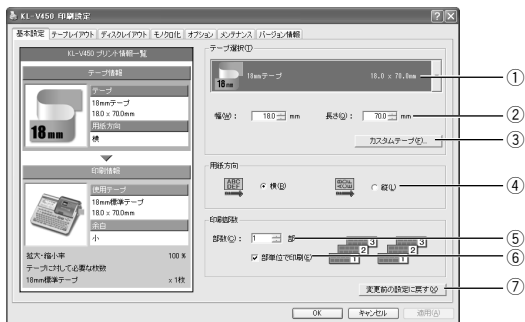 KL-V450 印刷設定
基本設定 テープレイアウト ディスクレイアウト モノクロ化 オプション メンテナンス バージョン情報
KL-V450 プリント情報一覧
テープ情報
テープ
18mmテープ
18.0 x 70.0mm
用紙方向
横
18mm
印刷情報
使用テープ
18mm標準テープ
18.0 x 70.0mm
余白
小
拡大・縮小率 100 %
テープに対して必要な枚数
18mm標準テープ x 1枚
テープ選択(T)
18mmテープ 18.0 x 70.0mm
18mm
幅(W): 18.0 mm 長さ(Q): 70.0 mm
カスタムテープ(F)...
用紙方向
ABC DEF 横(R) 縦(L)
印刷部数
部数(C): 1 部
部単位で印刷(E)
1 2 3 1 2 3
変更前の設定に戻す(V)
OK キャンセル 適用(A)
①
②
③
④
⑤
⑥
⑦